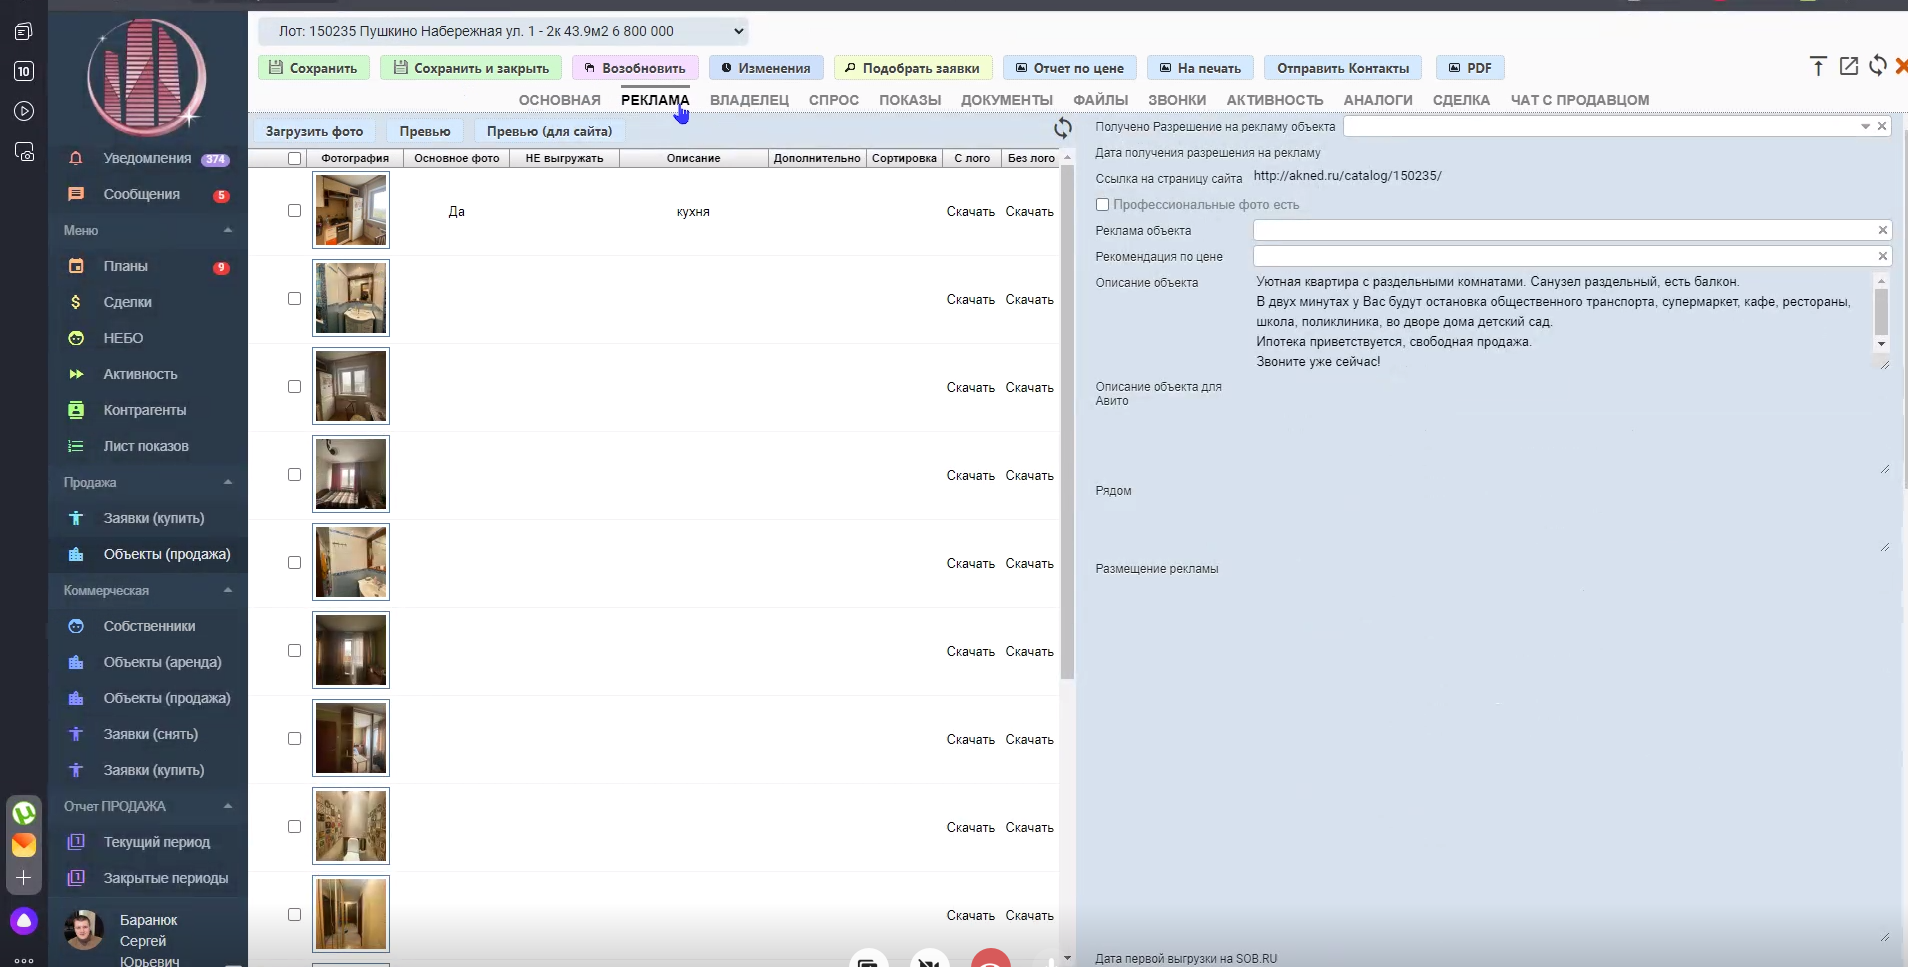 Лот: 150235 Пушкино Набережная ул. 1 - 2к 43.9м2 6 800 000
10
Сохранить
Сохранить и закрыть
Возобновить
Изменения
Подобрать заявки
Отчет по цене
На печать
Отправить Контакты
PDF
ОСНОВНАЯ
РЕКЛАМА
ВЛАДЕЛЕЦ
СПРОС
ПОКАЗЫ
ДОКУМЕНТЫ
ФАЙЛЫ
ЗВОНКИ
АКТИВНОСТЬ
АНАЛОГИ
СДЕЛКА
ЧАТ С ПРОДАВЦОМ
Уведомления 374
Сообщения 5
Меню
Планы 9
Сделки
НЕБО
Активность
Контрагенты
Лист показов
Продажа
Заявки (купить)
Объекты (продажа)
Коммерческая
Собственники
Объекты (аренда)
Объекты (продажа)
Заявки (снять)
Заявки (купить)
Отчет ПРОДАЖА
Текущий период
Закрытые периоды
Баранюк
Сергей
Юрьевич
Загрузить фото
Превью
Превью (для сайта)
Фотография
Основное фото
НЕ выгружать
Описание
Дополнительно
Сортировка
С лого
Без лого
Да
кухня
Скачать Скачать
Скачать Скачать
Скачать Скачать
Скачать Скачать
Скачать Скачать
Скачать Скачать
Скачать Скачать
Скачать Скачать
Скачать Скачать
Получено Разрешение на рекламу объекта
Дата получения разрешения на рекламу
Ссылка на страницу сайта http://akned.ru/catalog/150235/
Профессиональные фото есть
Реклама объекта
Рекомендация по цене
Описание объекта
Уютная квартира с раздельными комнатами. Санузел раздельный, есть балкон.
В двух минутах у Вас будут остановка общественного транспорта, супермаркет, кафе, рестораны,
школа, поликлиника, во дворе дома детский сад.
Ипотека приветствуется, свободная продажа.
Звоните уже сейчас!
Описание объекта для
Авито
Рядом
Размещение рекламы
Дата первой выгрузки на SOB.RU